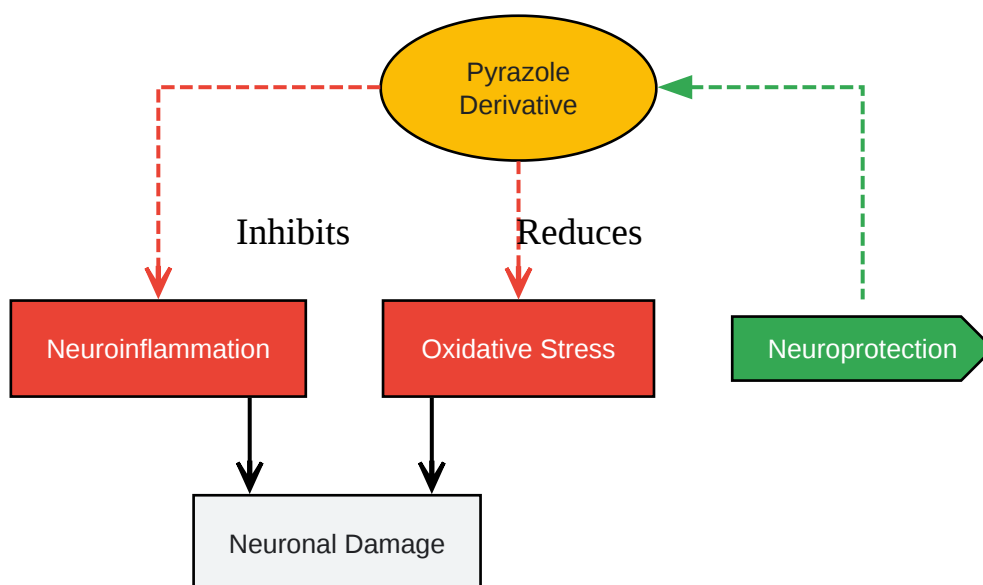 Pyrazole
Derivative
Inhibits
Reduces
Neuroinflammation
Oxidative Stress
Neuroprotection
Neuronal Damage